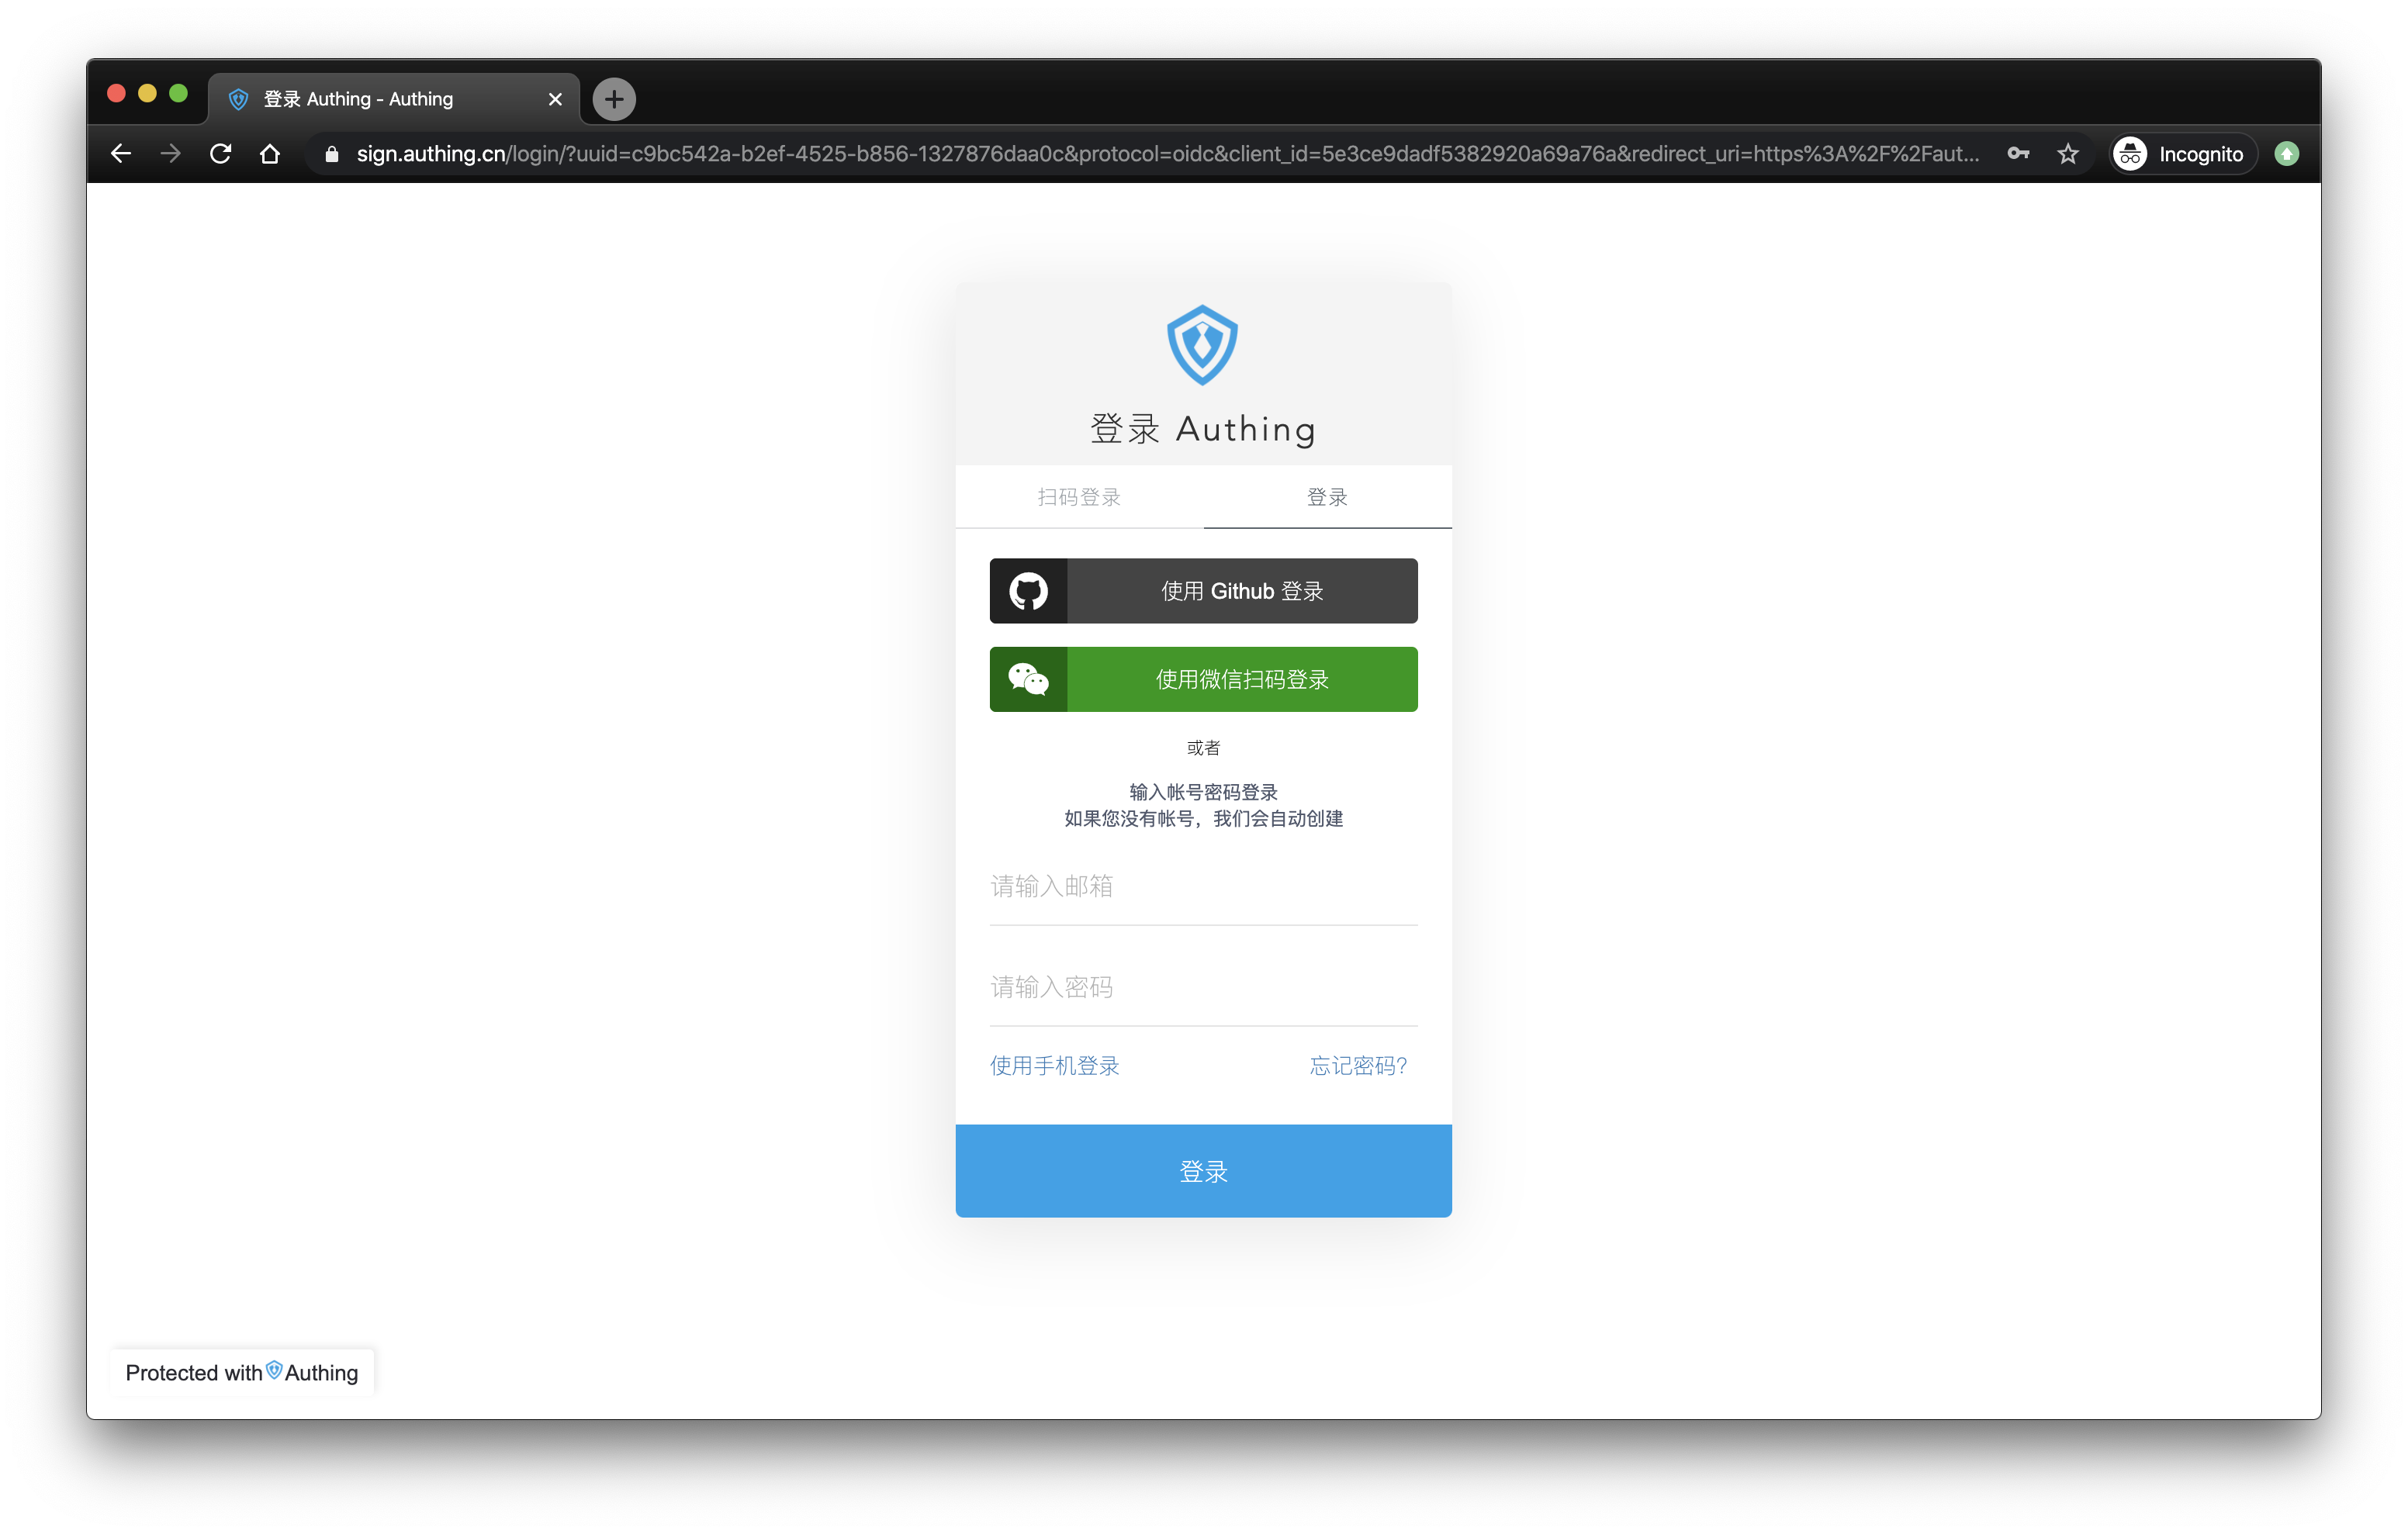 登录 Authing - Authing
sign.authing.cn/login/?uuid=c9bc542a-b2ef-4525-b856-1327876daa0c&protocol=oidc&client_id=5e3ce9dadf5382920a69a76a&redirect_uri=https%3A%2F%2Faut...
Incognito
登录 Authing
扫码登录
登录
使用 Github 登录
使用微信扫码登录
或者
输入帐号密码登录
如果您没有帐号，我们会自动创建
请输入邮箱
请输入密码
使用手机登录
忘记密码?
登录
Protected with Authing